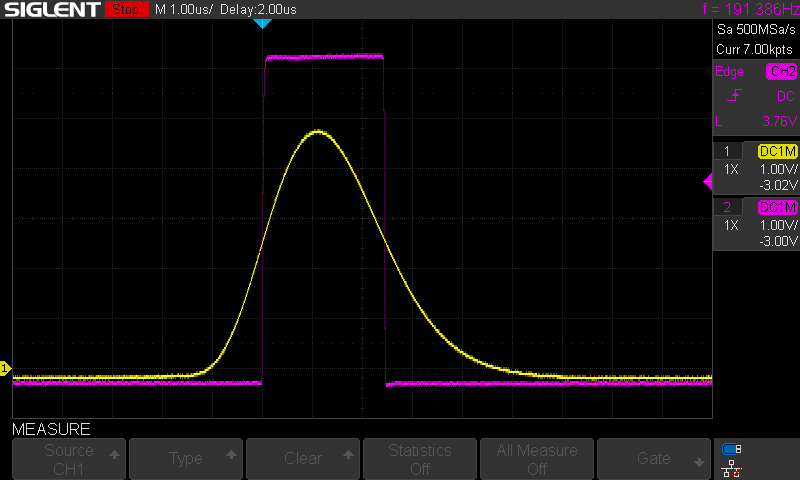 SIGLENT Stop M 1.00us/ Delay:2.00us f = 191.386Hz
Sa 500MSa/s
Curr 7.00kpts
Edge CH2
DC
L 3.76V
1 DC1M
1X 1.00V/
-3.02V
2 DC1M
1X 1.00V/
-3.00V
1
MEASURE
Source CH1
Type
Clear
Statistics Off
All Measure Off
Gate